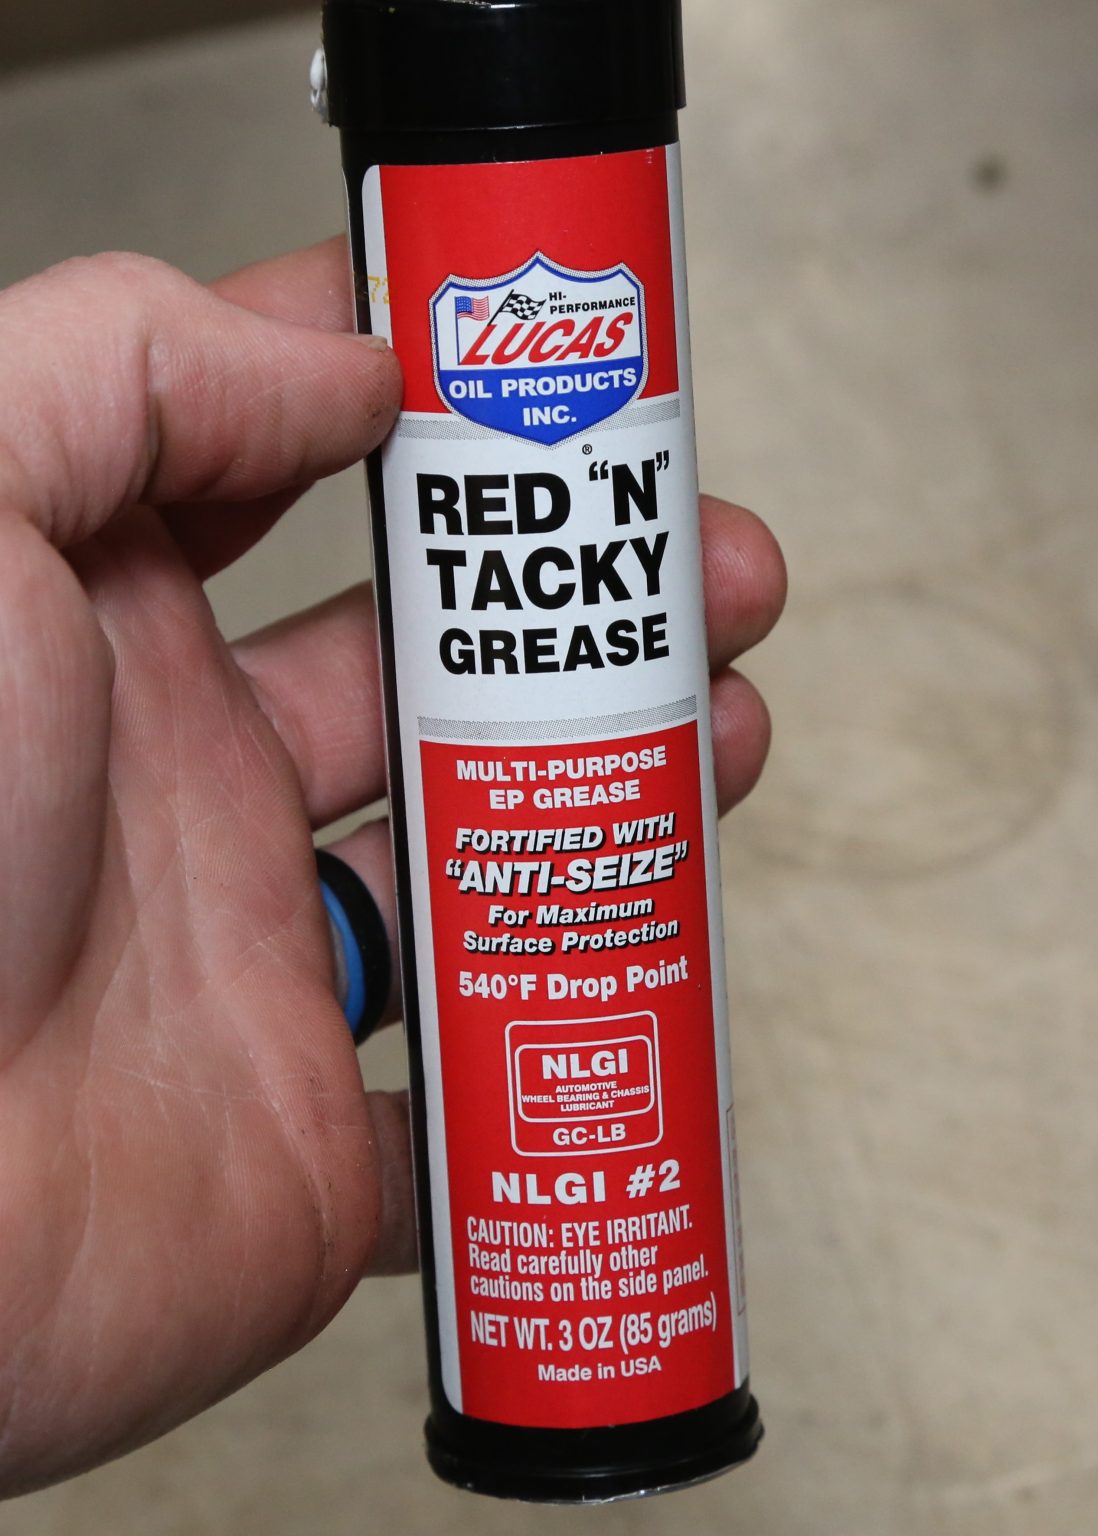 HI-
PERFORMANCE
LUCAS
OIL PRODUCTS
INC.
®
RED "N"
TACKY
GREASE
MULTI-PURPOSE
EP GREASE
FORTIFIED WITH
"ANTI-SEIZE"
For Maximum
Surface Protection
540°F Drop Point
NLGI
AUTOMOTIVE
WHEEL BEARING & CHASSIS
LUBRICANT
GC-LB
NLGI #2
CAUTION: EYE IRRITANT.
Read carefully other
cautions on the side panel.
NET WT. 3 OZ (85 grams)
Made in USA